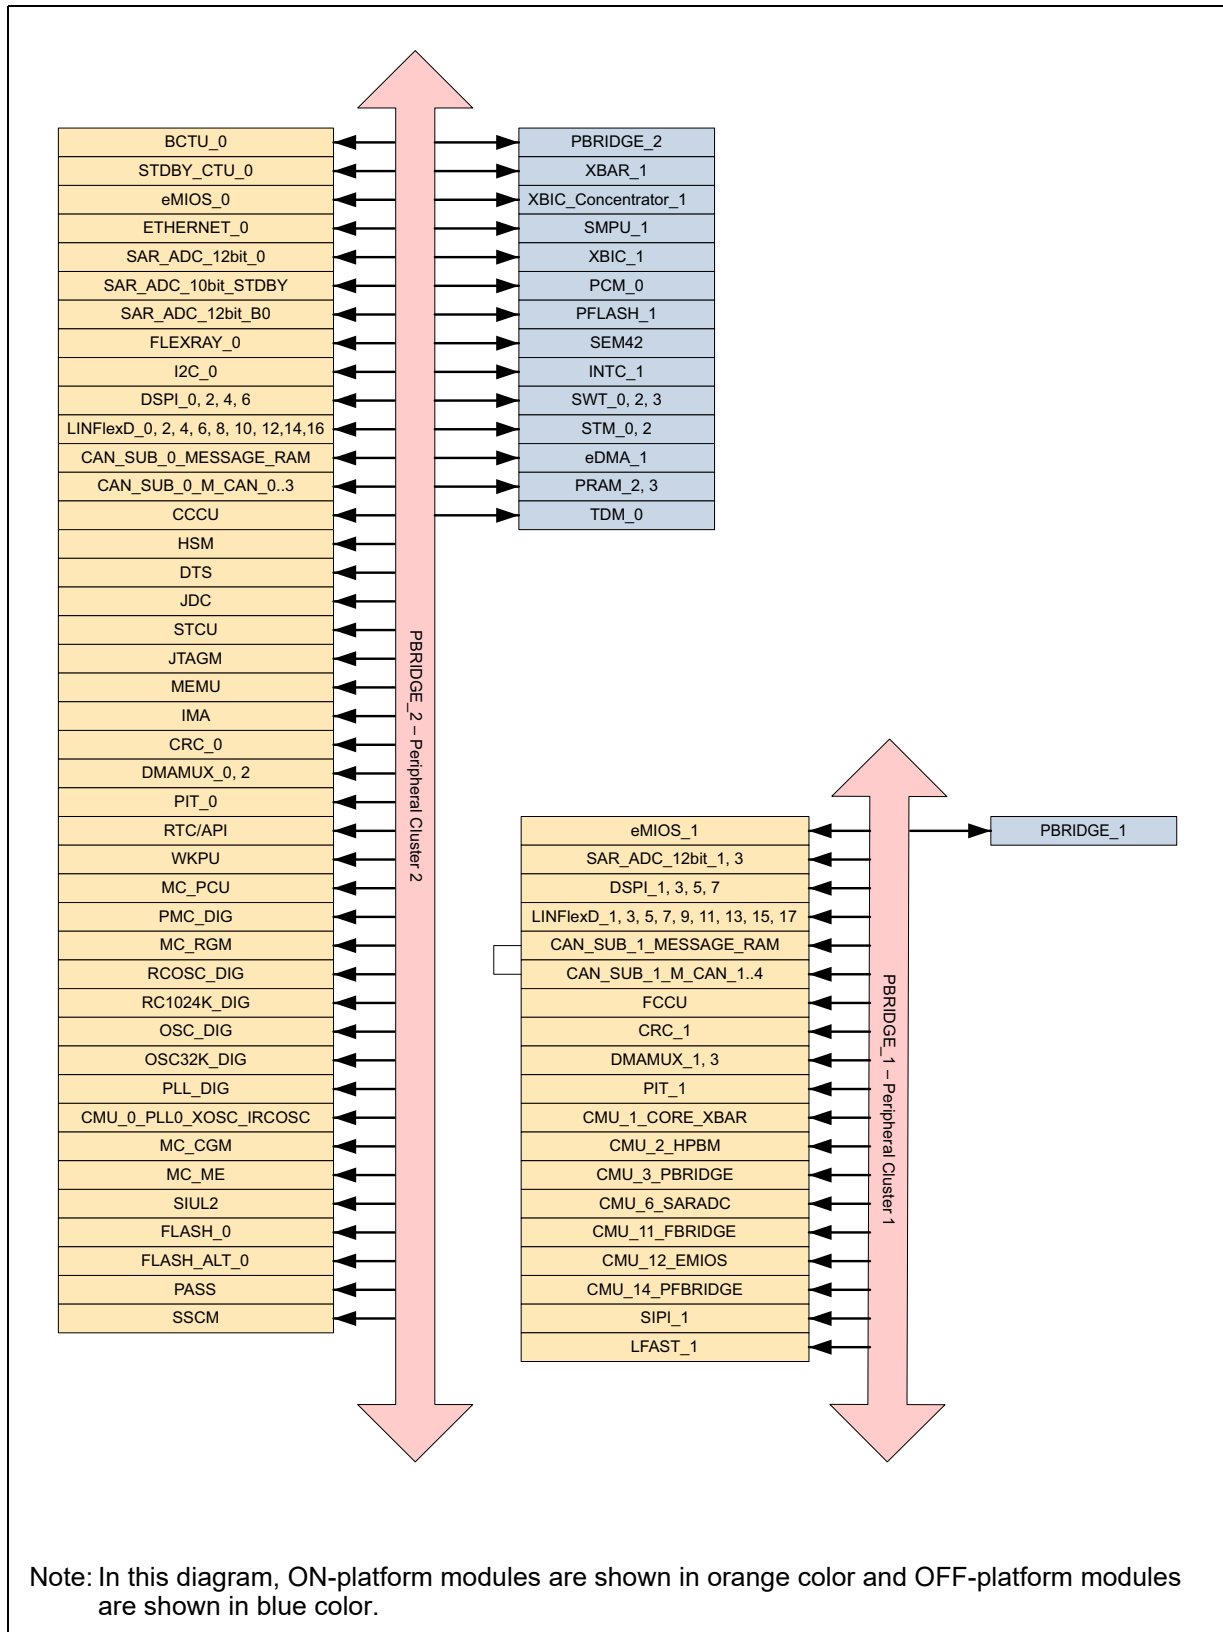 BCTU_0
STDBY_CTU_0
eMIOS_0
ETHERNET_0
SAR_ADC_12bit_0
SAR_ADC_10bit_STDBY
SAR_ADC_12bit_B0
FLEXRAY_0
I2C_0
DSPI_0, 2, 4, 6
LINFlexD_0, 2, 4, 6, 8, 10, 12,14,16
CAN_SUB_0_MESSAGE_RAM
CAN_SUB_0_M_CAN_0..3
CCCU
HSM
DTS
JDC
STCU
JTAGM
MEMU
IMA
CRC_0
DMAMUX_0, 2
PIT_0
RTC/API
WKPU
MC_PCU
PMC_DIG
MC_RGM
RCOSC_DIG
RC1024K_DIG
OSC_DIG
OSC32K_DIG
PLL_DIG
CMU_0_PLL0_XOSC_IRCOSC
MC_CGM
MC_ME
SIUL2
FLASH_0
FLASH_ALT_0
PASS
SSCM
PBRIDGE_2 – Peripheral Cluster 2
PBRIDGE_2
XBAR_1
XBIC_Concentrator_1
SMPU_1
XBIC_1
PCM_0
PFLASH_1
SEM42
INTC_1
SWT_0, 2, 3
STM_0, 2
eDMA_1
PRAM_2, 3
TDM_0
eMIOS_1
SAR_ADC_12bit_1, 3
DSPI_1, 3, 5, 7
LINFlexD_1, 3, 5, 7, 9, 11, 13, 15, 17
CAN_SUB_1_MESSAGE_RAM
CAN_SUB_1_M_CAN_1..4
FCCU
CRC_1
DMAMUX_1, 3
PIT_1
CMU_1_CORE_XBAR
CMU_2_HPBM
CMU_3_PBRIDGE
CMU_6_SARADC
CMU_11_FBRIDGE
CMU_12_EMIOS
CMU_14_PFBRIDGE
SIPI_1
LFAST_1
PBRIDGE_1 – Peripheral Cluster 1
PBRIDGE_1
Note: In this diagram, ON-platform modules are shown in orange color and OFF-platform modules
are shown in blue color.